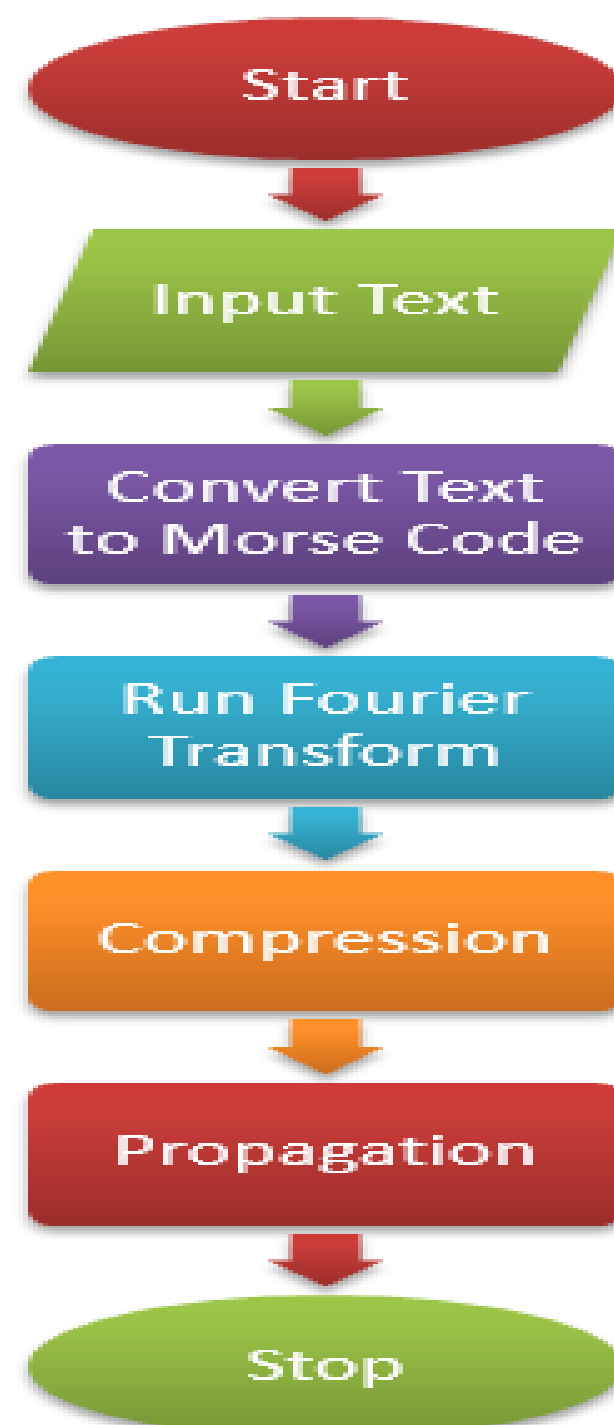 Start
Input Text
Convert Text
to Morse Code
Run Fourier
Transform
Compression
Propagation
Stop